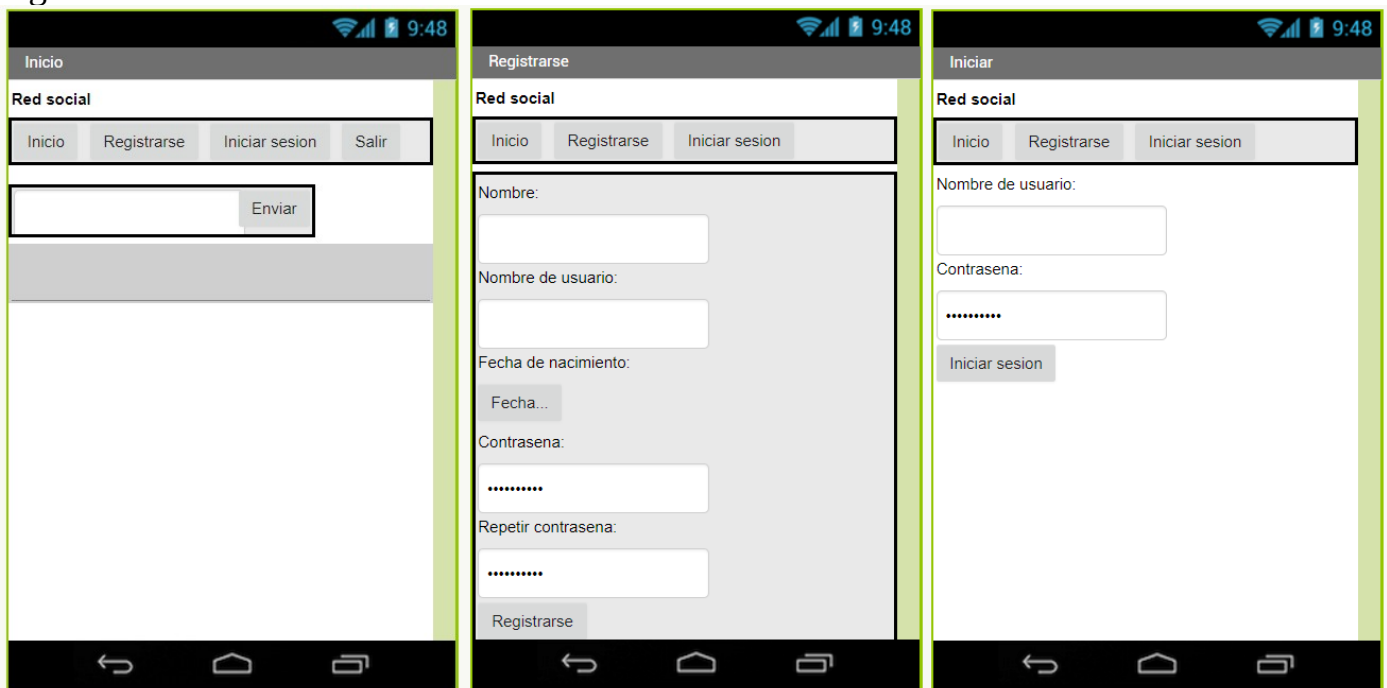 9:48
Inicio
Red social
Inicio Registrarse Iniciar sesion Salir
Enviar
9:48
Registrarse
Red social
Inicio Registrarse Iniciar sesion
Nombre:
Nombre de usuario:
Fecha de nacimiento:
Fecha...
Contrasena:
••••••••••
Repetir contrasena:
••••••••••
Registrarse
9:48
Iniciar
Red social
Inicio Registrarse Iniciar sesion
Nombre de usuario:
Contrasena:
••••••••••
Iniciar sesion